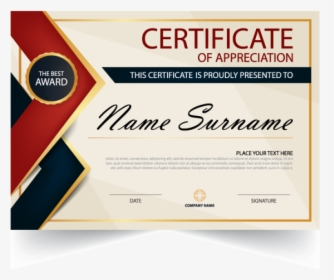 CERTIFICATE
OF APPRECIATION
THIS CERTIFICATE IS PROUDLY PRESENTED TO
THE BEST
AWARD
Name Surname
PLACE YOUR TEXT HERE
DATE
COMPANY NAME
SIGNATURE